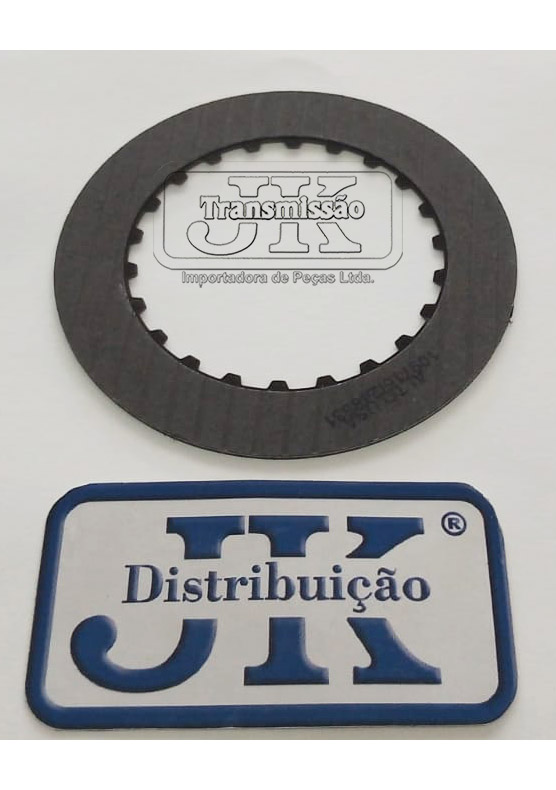 JK
Transmissão
Importadora de Peças Ltda.
JK
®
Distribuição